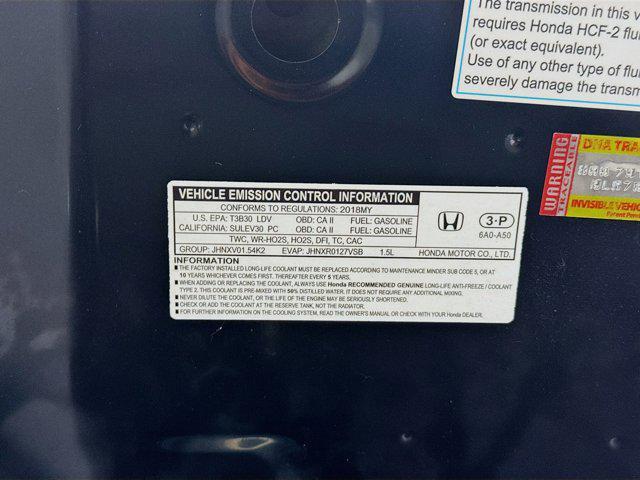 The transmission in this v
requires Honda HCF-2 flu
(or exact equivalent).
Use of any other type of flu
severely damage the transm
WARNING
TRACEABLE
DNA TRA
INVISIBLE VEHIC
Patent Pend
VEHICLE EMISSION CONTROL INFORMATION
CONFORMS TO REGULATIONS: 2018MY
U.S. EPA: T3B30 LDV OBD: CA II FUEL: GASOLINE
CALIFORNIA: SULEV30 PC OBD: CA II FUEL: GASOLINE
TWC, WR-HO2S, HO2S, DFI, TC, CAC
GROUP: JHNXV01.54K2 EVAP: JHNXR0127VSB 1.5L
3-P
6A0-A50
HONDA MOTOR CO., LTD.
INFORMATION
■ THE FACTORY INSTALLED LONG-LIFE COOLANT MUST BE REPLACED ACCORDING TO MAINTENANCE MINDER SUB CODE 5, OR AT
10 YEARS WHICHEVER COMES FIRST. THEREAFTER EVERY 5 YEARS.
■ WHEN ADDING OR REPLACING THE COOLANT, ALWAYS USE Honda RECOMMENDED GENUINE LONG-LIFE ANTI-FREEZE / COOLANT
TYPE 2. THIS COOLANT IS PRE-MIXED WITH 50% DISTILLED WATER, IT DOES NOT REQUIRE ANY ADDITIONAL MIXING.
■ NEVER DILUTE THE COOLANT, OR THE LIFE OF THE ENGINE MAY BE SERIOUSLY SHORTENED.
■ CHECK OR ADD THE COOLANT AT THE RESERVE TANK, NOT THE RADIATOR.
■ FOR FURTHER INFORMATION ON THE COOLING SYSTEM, READ THE OWNER'S MANUAL OR CHECK WITH YOUR Honda DEALER.